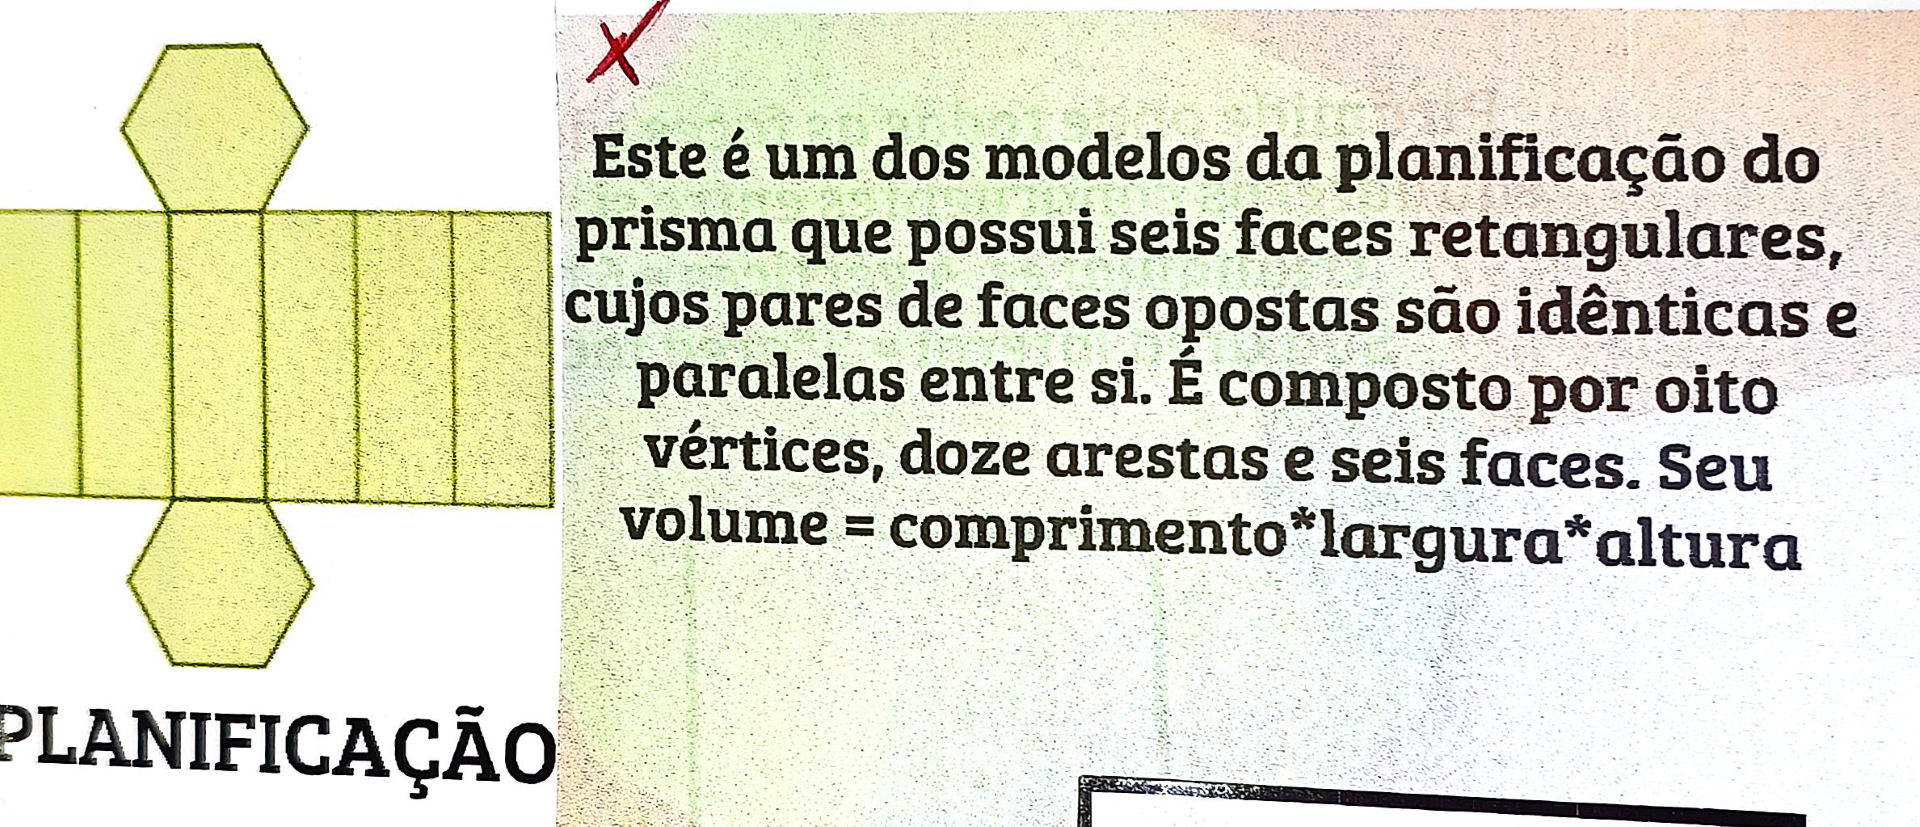 Este é um dos modelos da planificação do
prisma que possui seis faces retangulares,
cujos pares de faces opostas são idênticas e
paralelas entre si. É composto por oito
vértices, doze arestas e seis faces. Seu
volume = comprimento*largura*altura
PLANIFICAÇÃO